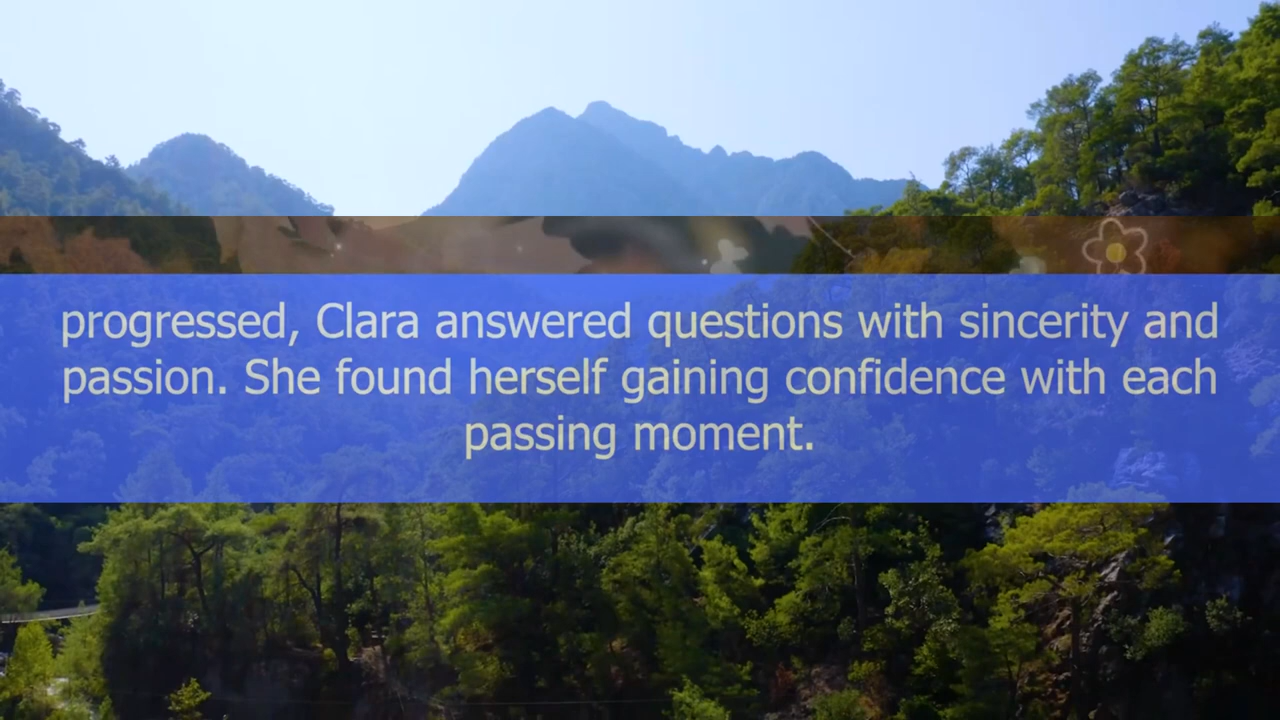 progressed, Clara answered questions with sincerity and
passion. She found herself gaining confidence with each
passing moment.